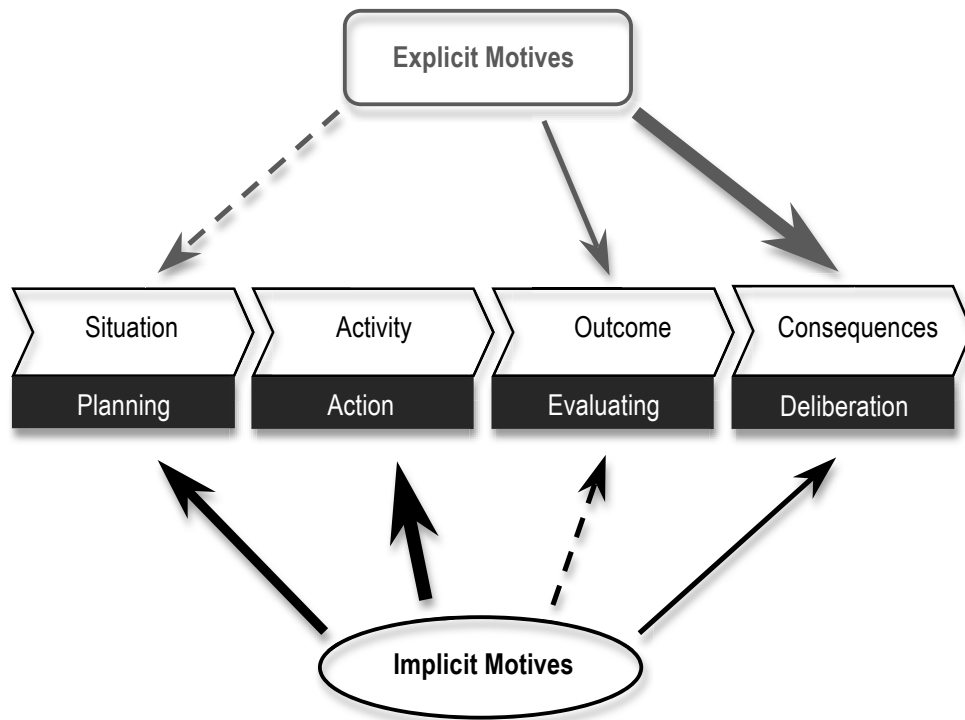 Explicit Motives
Situation
Activity
Outcome
Consequences
Planning
Action
Evaluating
Deliberation
Implicit Motives